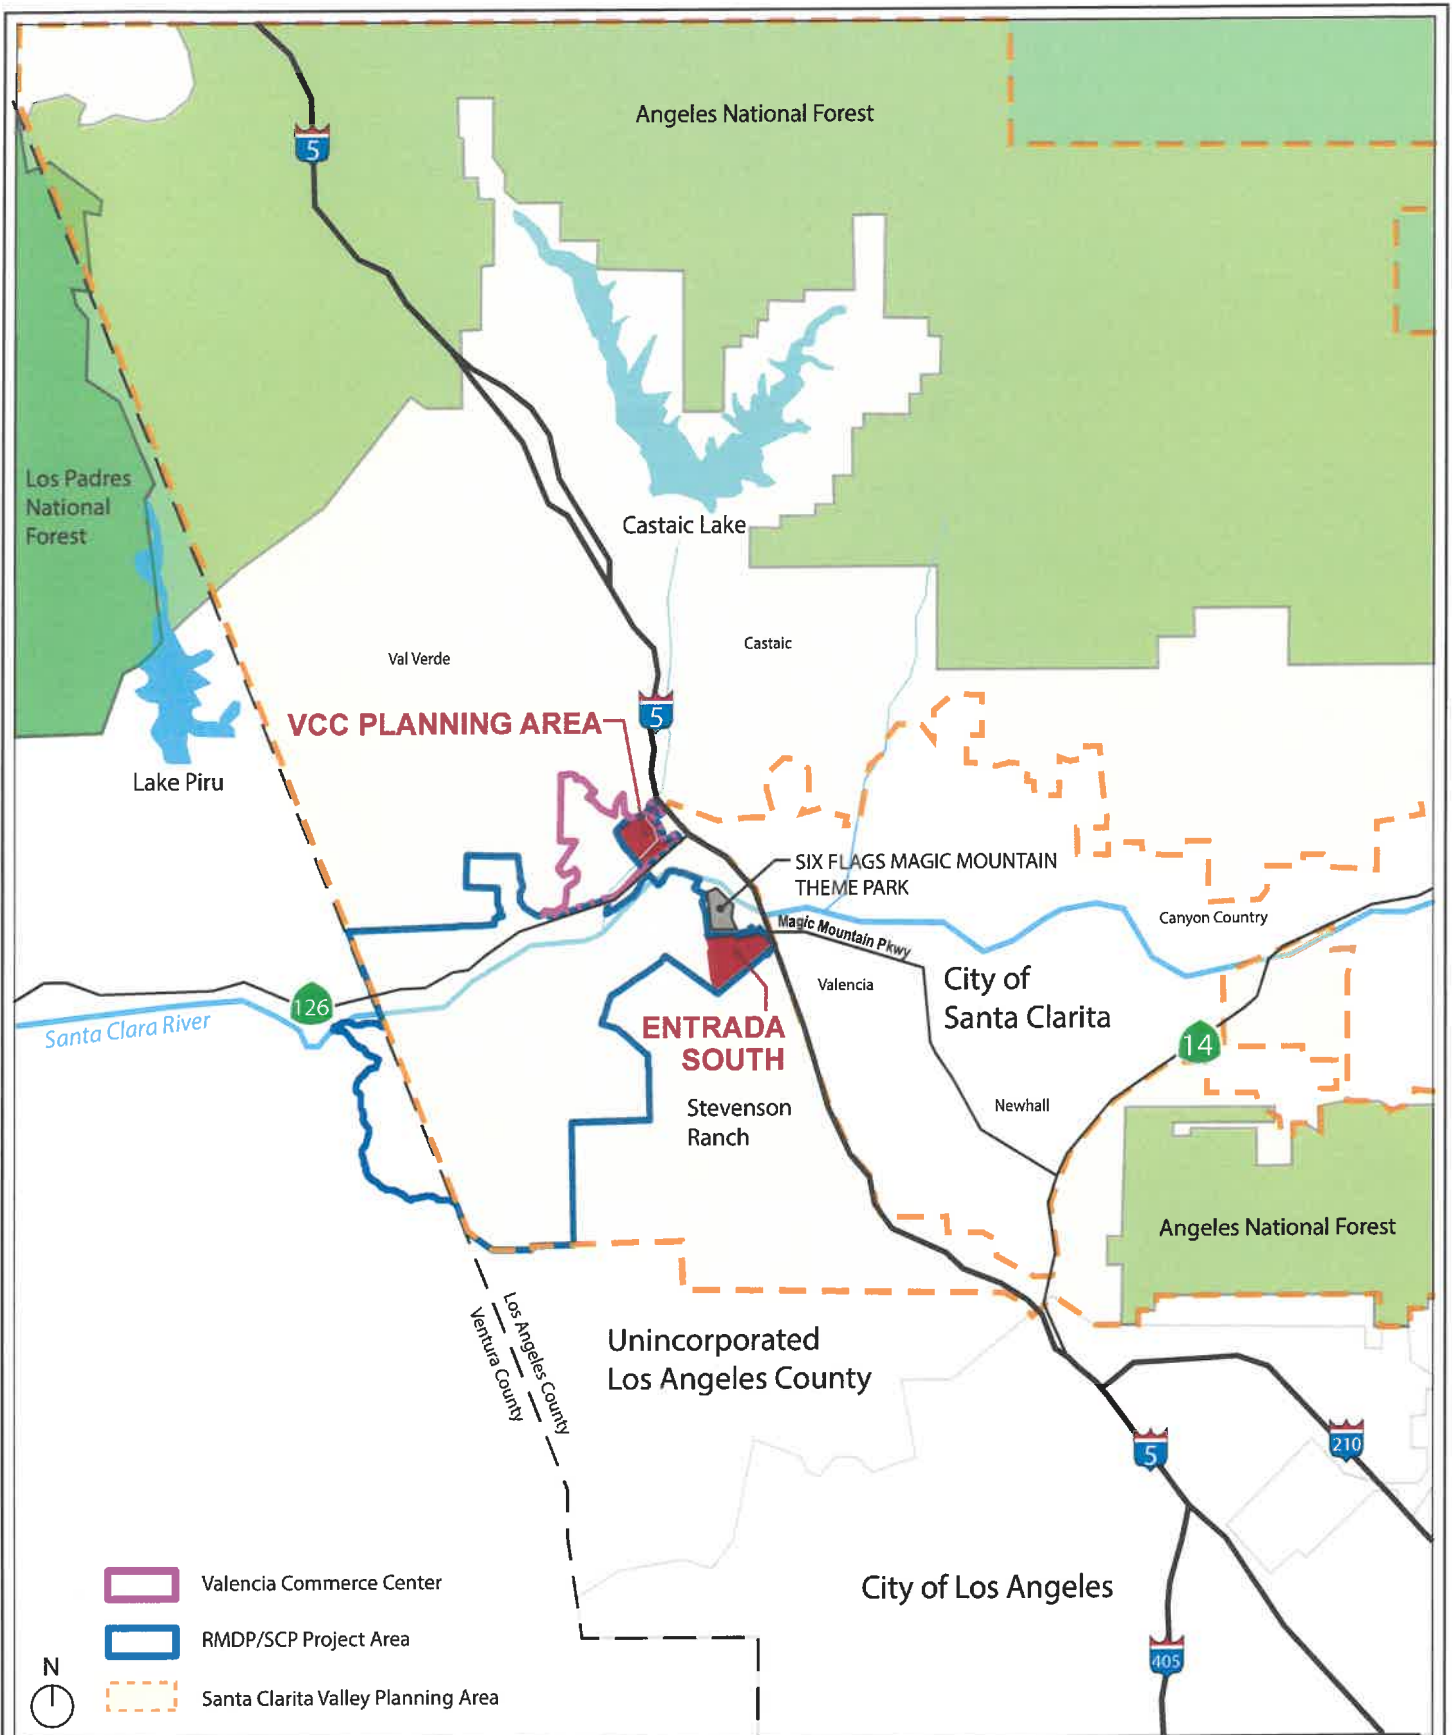 Angeles National Forest
5
Los Padres
National
Forest
Castaic Lake
Val Verde
Castaic
5
VCC PLANNING AREA
Lake Piru
SIX FLAGS MAGIC MOUNTAIN
THEME PARK
Canyon Country
Magic Mountain Pkwy
Valencia
City of
Santa Clarita
126
Santa Clara River
ENTRADA
SOUTH
14
Stevenson
Ranch
Newhall
Angeles National Forest
Los Angeles County
Ventura County
Unincorporated
Los Angeles County
5
210
City of Los Angeles
405
Valencia Commerce Center
RMDP/SCP Project Area
Santa Clarita Valley Planning Area
N